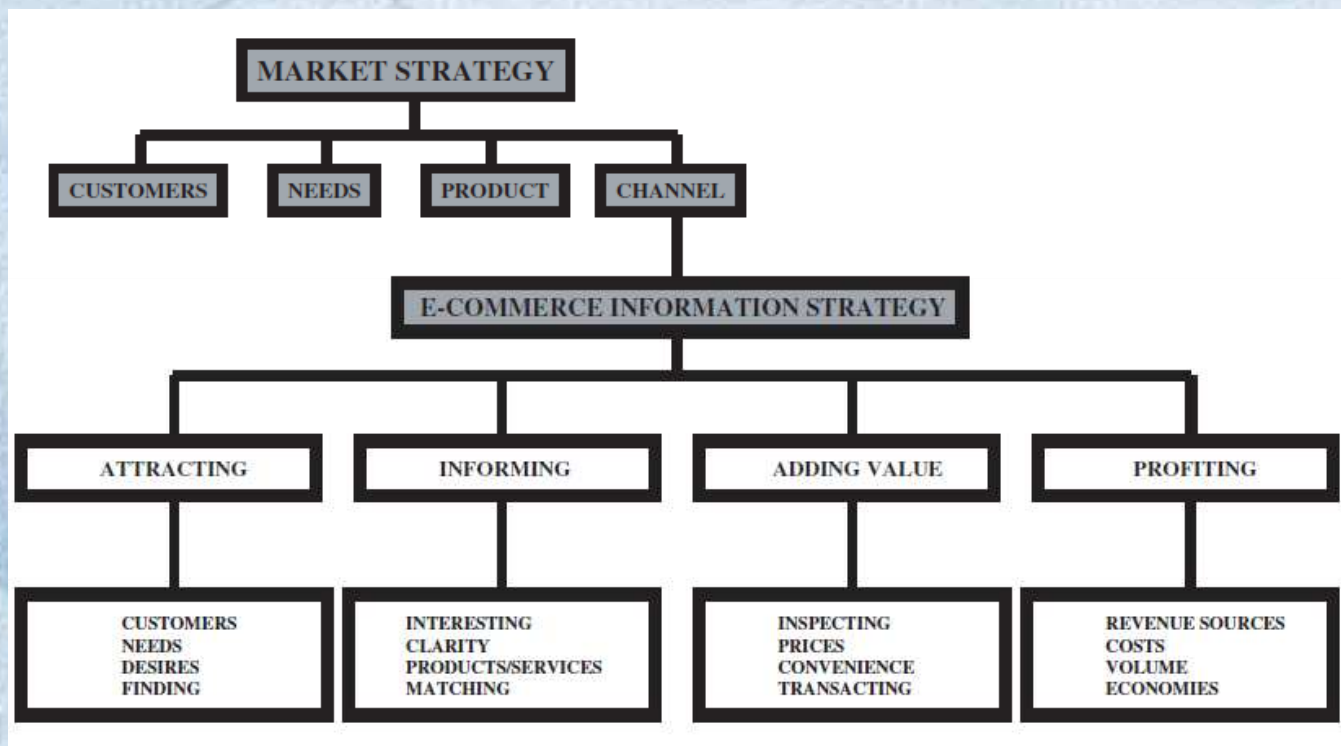 MARKET STRATEGY
CUSTOMERS NEEDS PRODUCT CHANNEL
E-COMMERCE INFORMATION STRATEGY
ATTRACTING INFORMING ADDING VALUE PROFITING
CUSTOMERS
NEEDS
DESIRES
FINDING
INTERESTING
CLARITY
PRODUCTS/SERVICES
MATCHING
INSPECTING
PRICES
CONVENIENCE
TRANSACTING
REVENUE SOURCES
COSTS
VOLUME
ECONOMIES